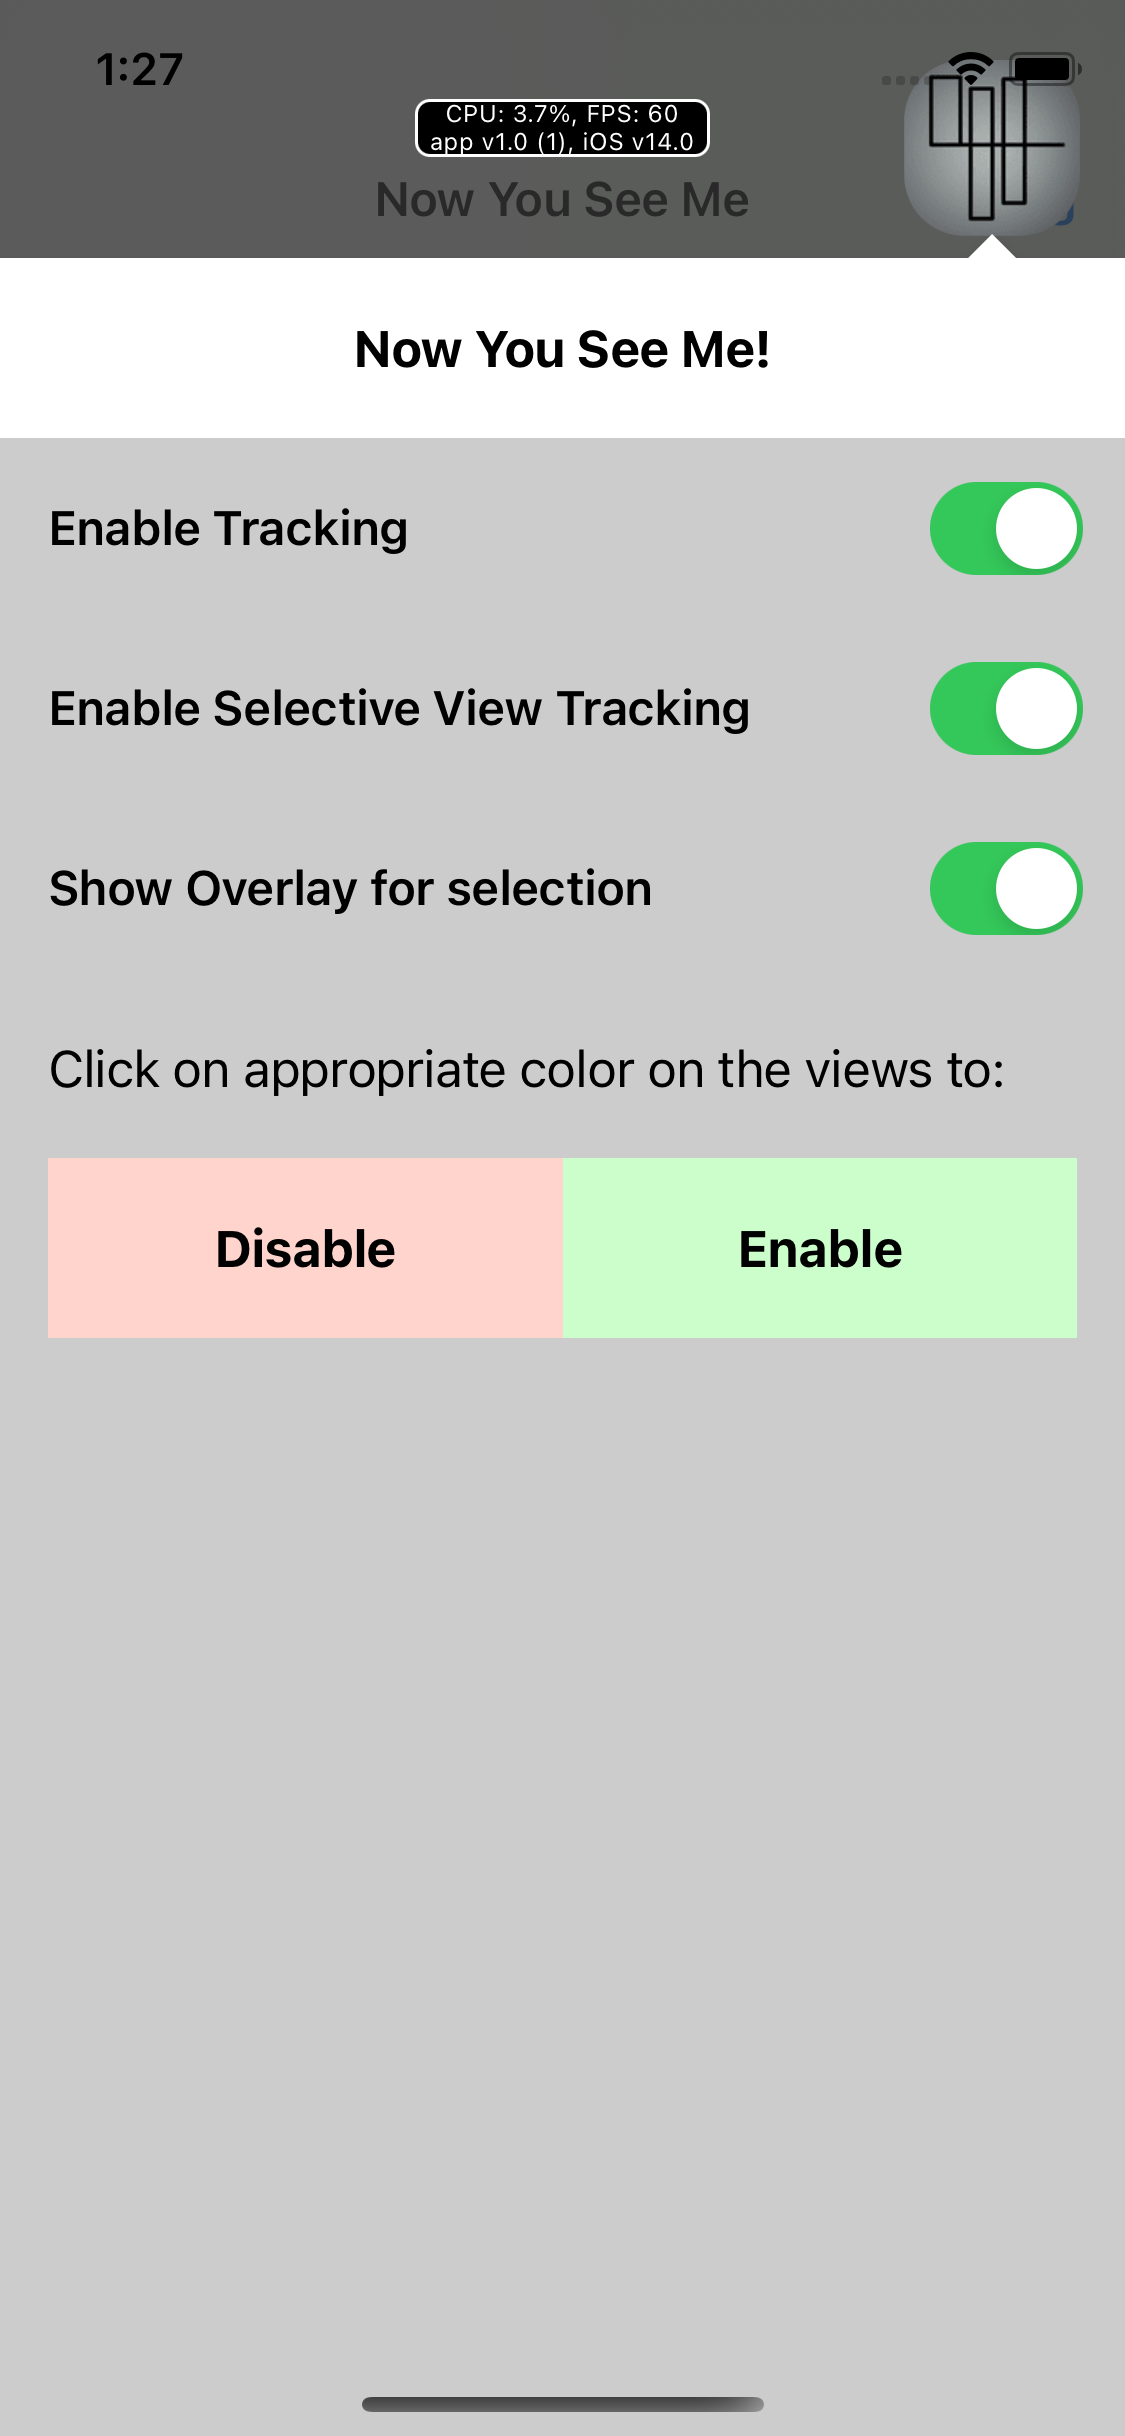 1:27
CPU: 3.7%, FPS: 60
app v1.0 (1), iOS v14.0
Now You See Me
Now You See Me!
Enable Tracking
Enable Selective View Tracking
Show Overlay for selection
Click on appropriate color on the views to:
Disable
Enable